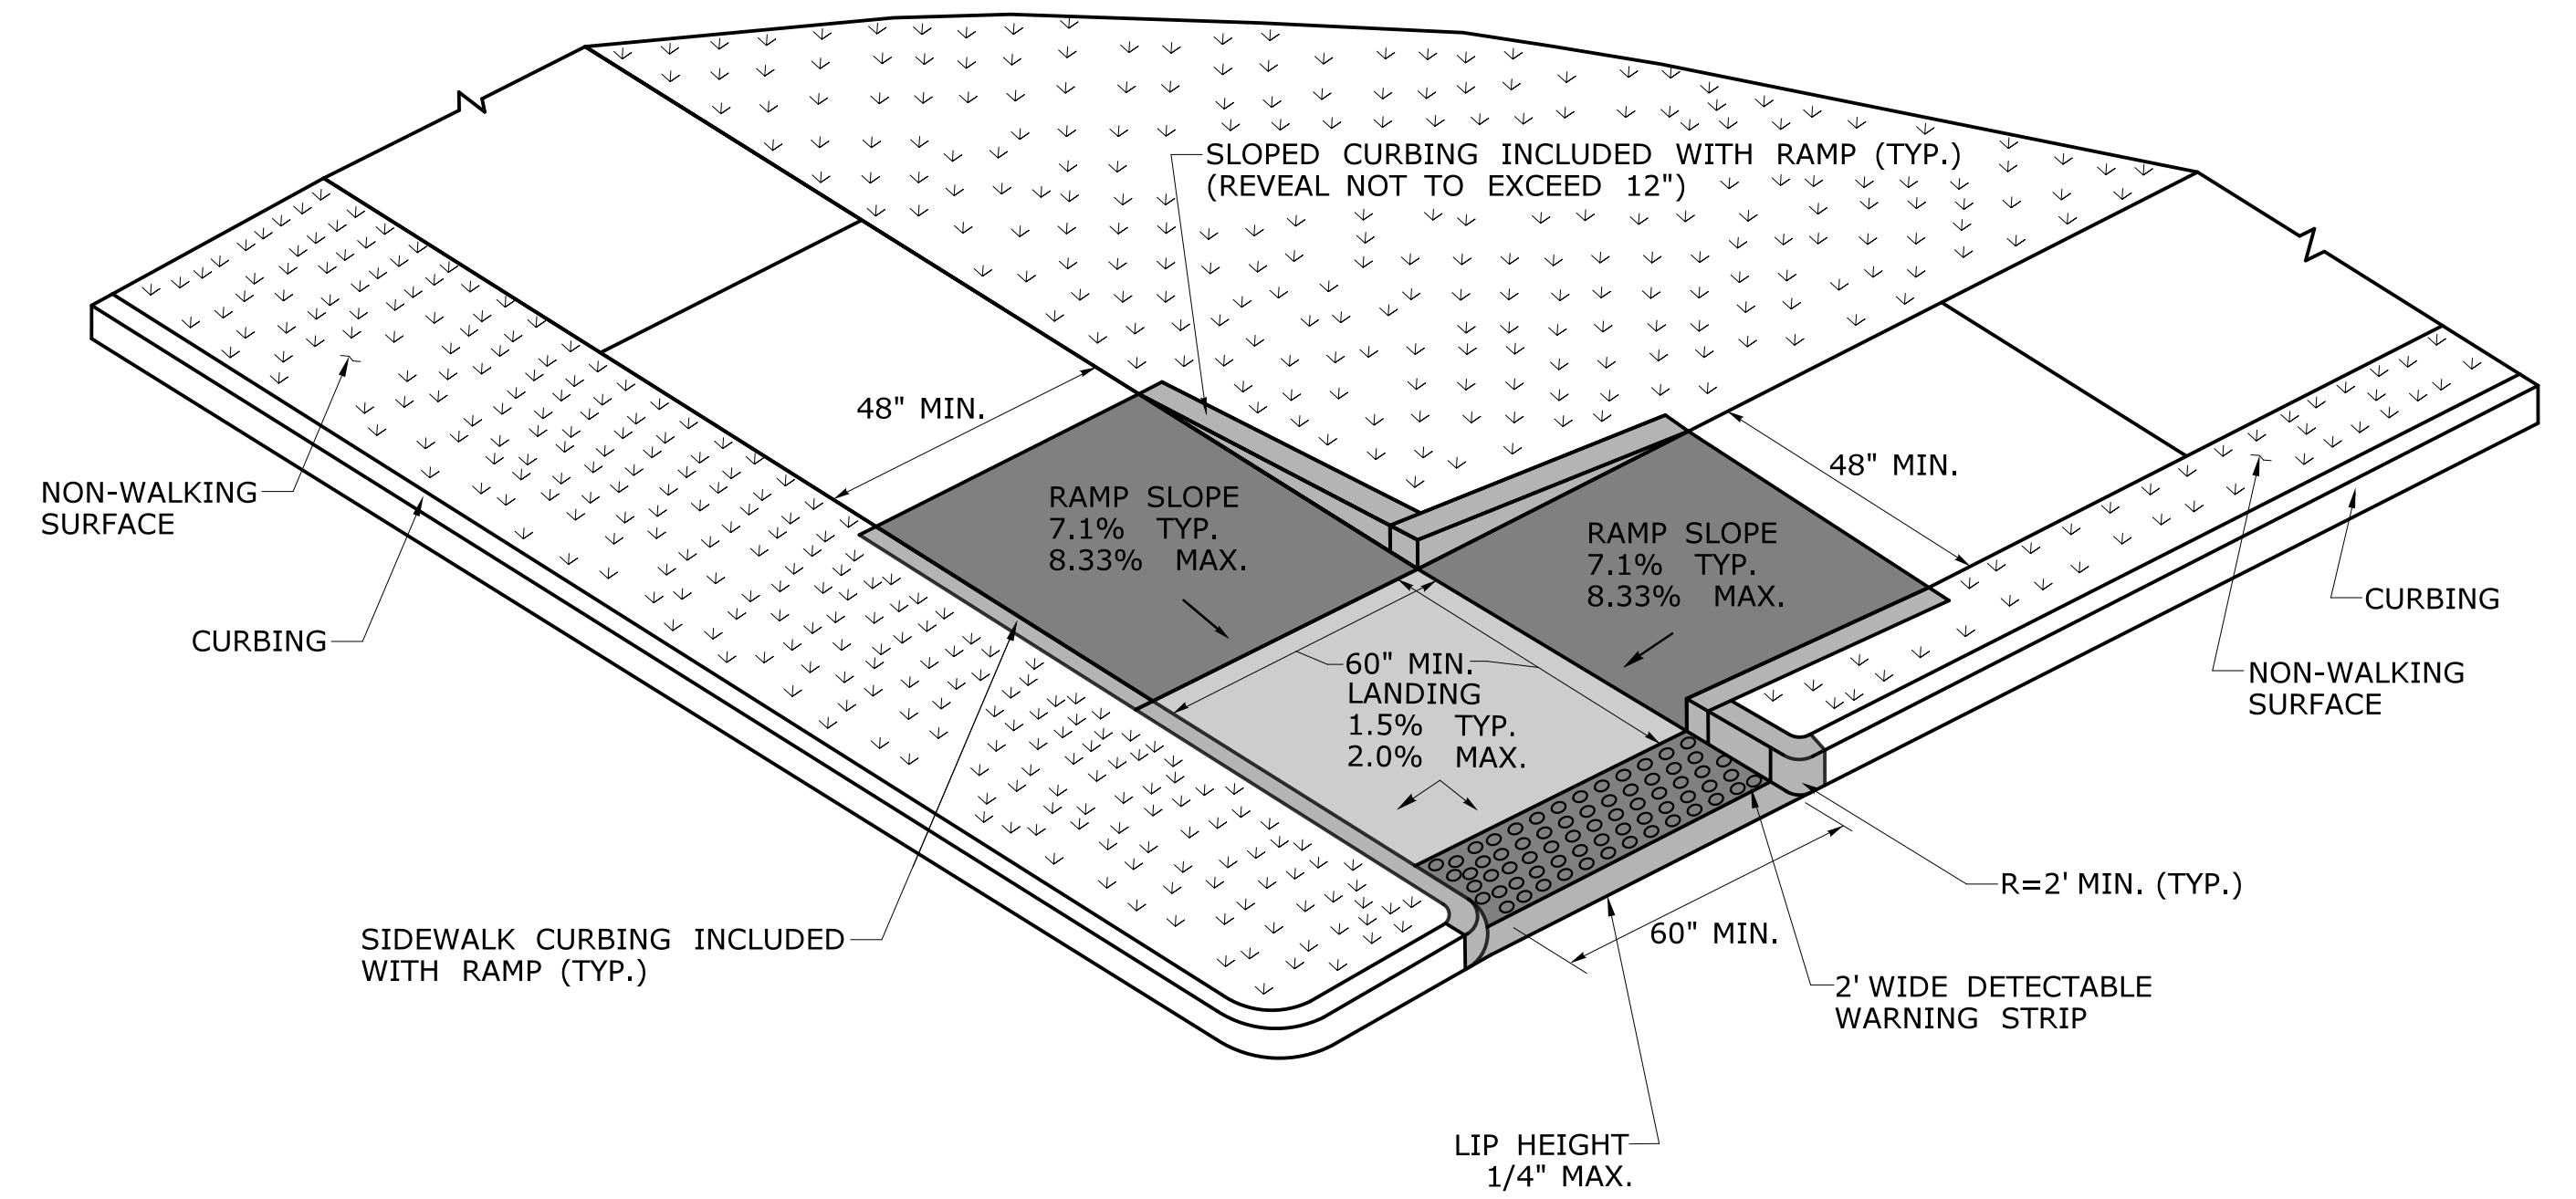 SLOPED CURBING INCLUDED WITH RAMP (TYP.)
(REVEAL NOT TO EXCEED 12")
48" MIN.
48" MIN.
NON-WALKING
SURFACE
RAMP SLOPE
7.1% TYP.
8.33% MAX.
RAMP SLOPE
7.1% TYP.
8.33% MAX.
CURBING
CURBING
60" MIN.
LANDING
1.5% TYP.
2.0% MAX.
NON-WALKING
SURFACE
R=2' MIN. (TYP.)
60" MIN.
SIDEWALK CURBING INCLUDED
WITH RAMP (TYP.)
2' WIDE DETECTABLE
WARNING STRIP
LIP HEIGHT
1/4" MAX.